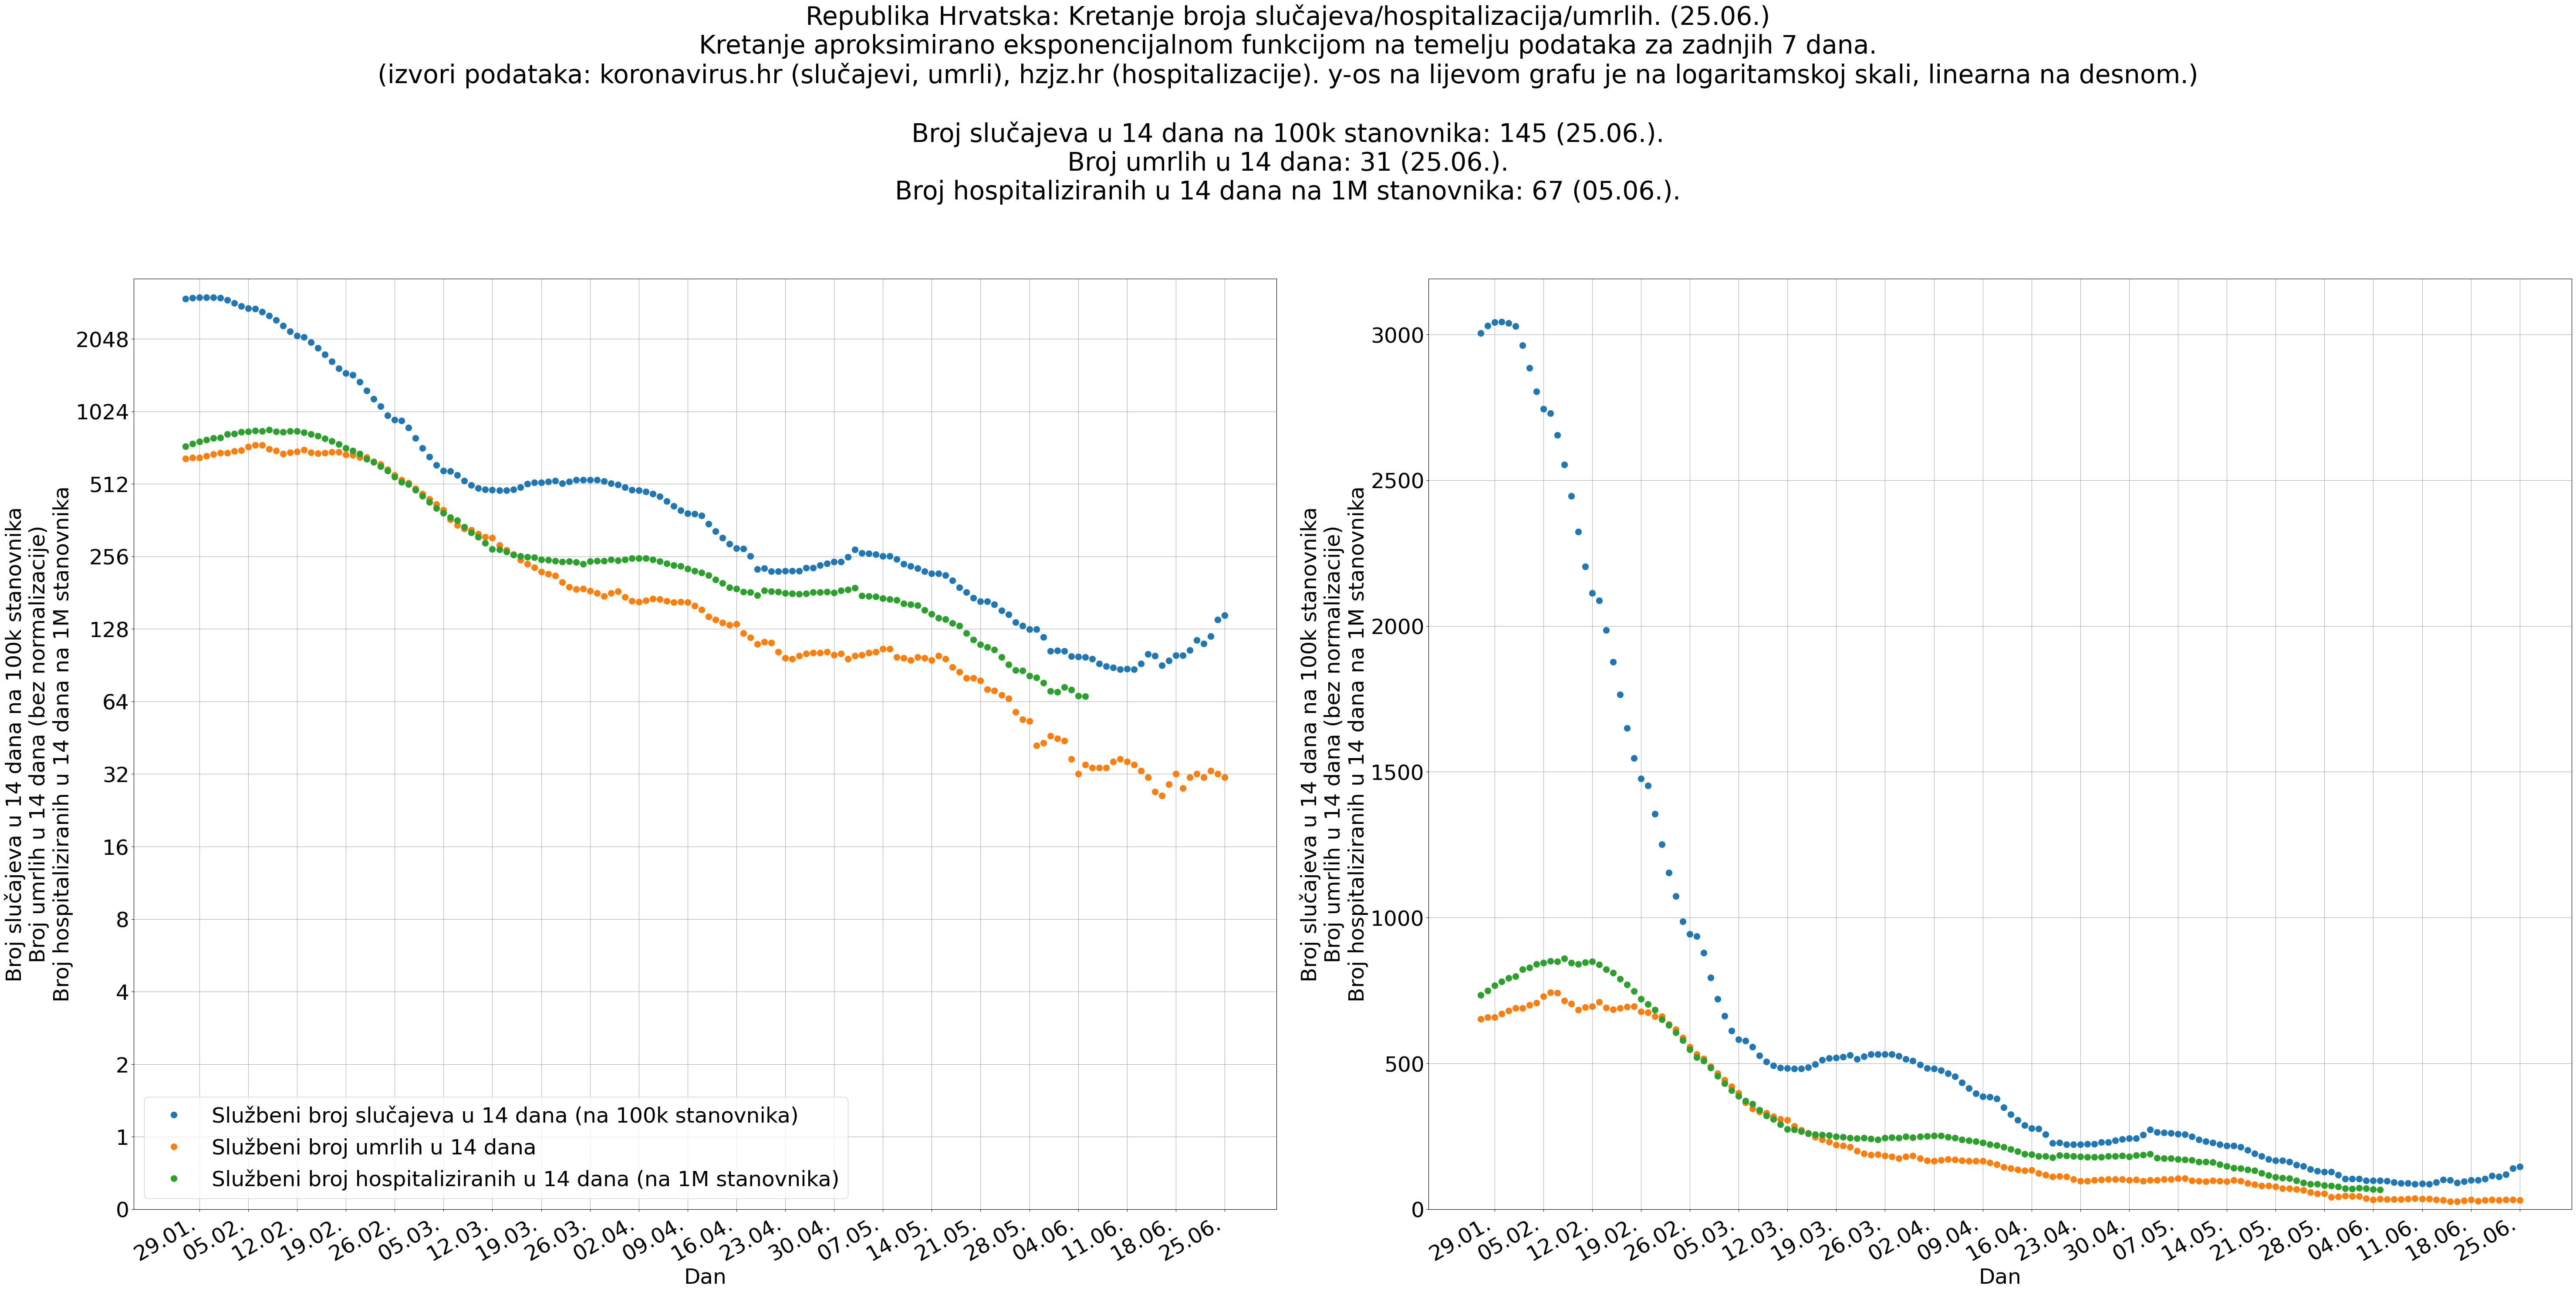 Republika Hrvatska: Kretanje broja slučajeva/hospitalizacija/umrlih. (25.06.)
Kretanje aproksimirano eksponencijalnom funkcijom na temelju podataka za zadnjih 7 dana.
(izvori podataka: koronavirus.hr (slučajevi, umrli), hzjz.hr (hospitalizacije). y-os na lijevom grafu je na logaritamskoj skali, linearna na desnom.)
Broj slučajeva u 14 dana na 100k stanovnika: 145 (25.06.).
Broj umrlih u 14 dana: 31 (25.06.).
Broj hospitaliziranih u 14 dana na 1M stanovnika: 67 (05.06.).
Broj slučajeva u 14 dana na 100k stanovnika
Broj umrlih u 14 dana (bez normalizacije)
Broj hospitaliziranih u 14 dana na 1M stanovnika
2048
1024
512
256
128
64
32
16
8
4
2
1
0
Službeni broj slučajeva u 14 dana (na 100k stanovnika)
Službeni broj umrlih u 14 dana
Službeni broj hospitaliziranih u 14 dana (na 1M stanovnika)
29.01. 05.02. 12.02. 19.02. 26.02. 05.03. 12.03. 19.03. 26.03. 02.04. 09.04. 16.04. 23.04. 30.04. 07.05. 14.05. 21.05. 28.05. 04.06. 11.06. 18.06. 25.06.
Dan
Broj slučajeva u 14 dana na 100k stanovnika
Broj umrlih u 14 dana (bez normalizacije)
Broj hospitaliziranih u 14 dana na 1M stanovnika
3000
2500
2000
1500
1000
500
0
29.01. 05.02. 12.02. 19.02. 26.02. 05.03. 12.03. 19.03. 26.03. 02.04. 09.04. 16.04. 23.04. 30.04. 07.05. 14.05. 21.05. 28.05. 04.06. 11.06. 18.06. 25.06.
Dan